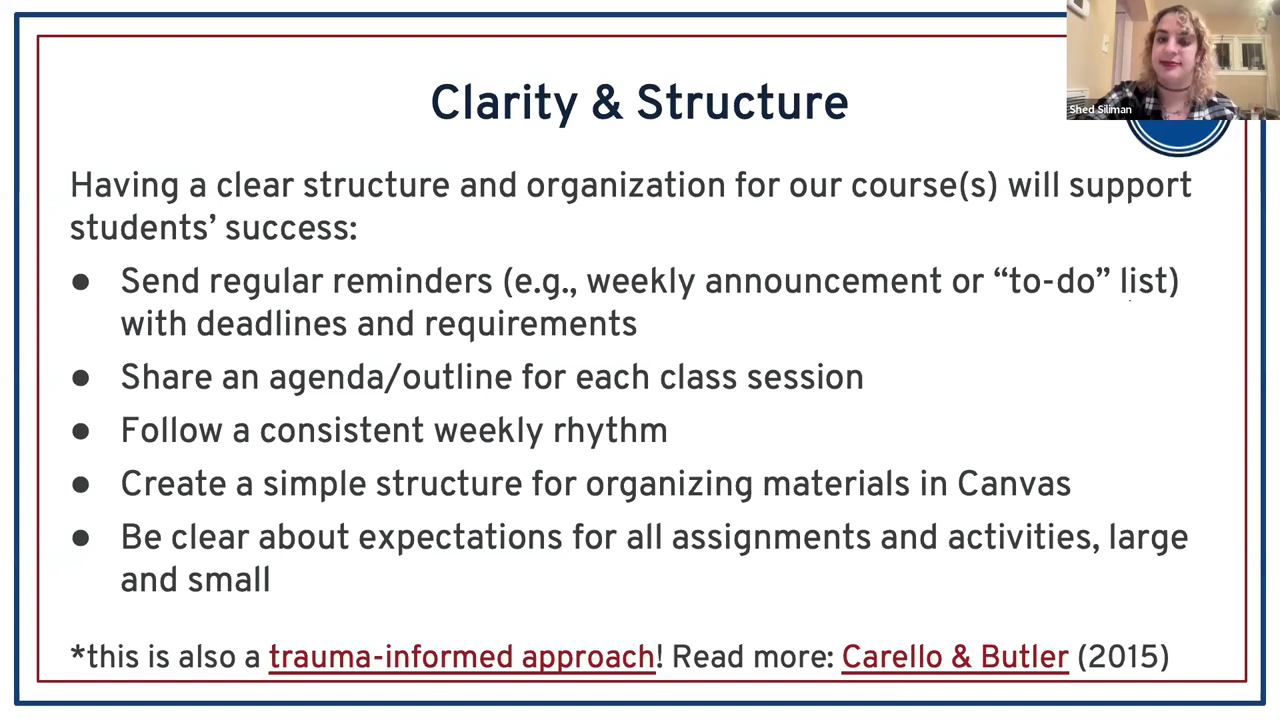 Clarity & Structure
Shed Siliman
Having a clear structure and organization for our course(s) will support
students’ success:
● Send regular reminders (e.g., weekly announcement or “to-do” list)
with deadlines and requirements
● Share an agenda/outline for each class session
● Follow a consistent weekly rhythm
● Create a simple structure for organizing materials in Canvas
● Be clear about expectations for all assignments and activities, large
and small
*this is also a trauma-informed approach! Read more: Carello & Butler (2015)